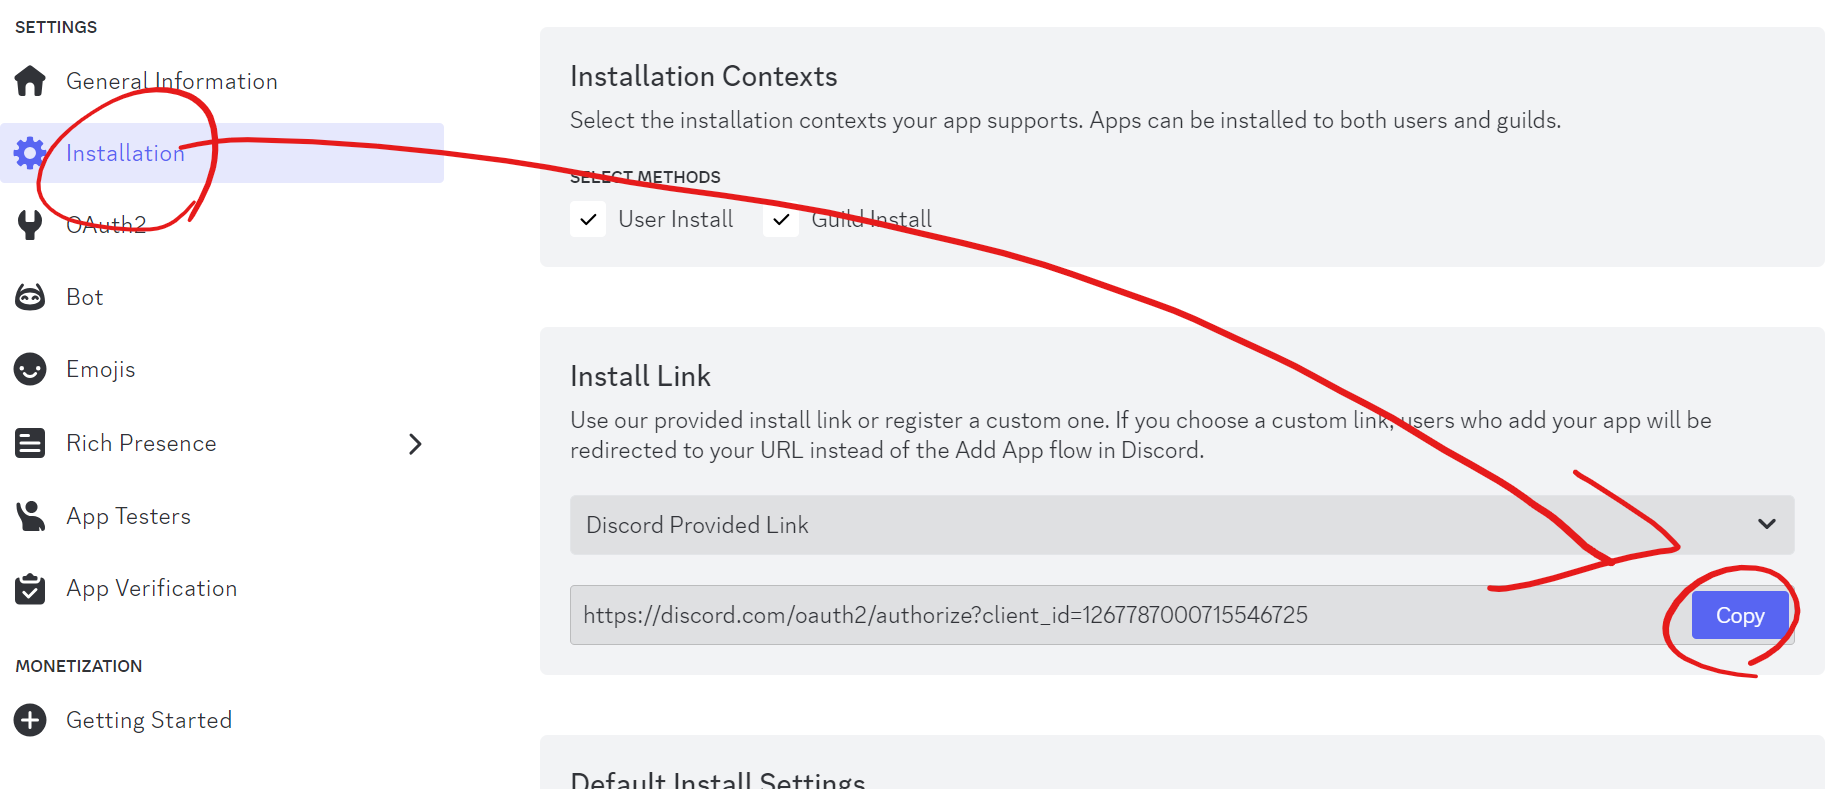 SETTINGS
General Information
Installation
OAuth2
Bot
Emojis
Rich Presence
App Testers
App Verification
MONETIZATION
Getting Started
Installation Contexts
Select the installation contexts your app supports. Apps can be installed to both users and guilds.
SELECT METHODS
User Install
Guild Install
Install Link
Use our provided install link or register a custom one. If you choose a custom link, users who add your app will be
redirected to your URL instead of the Add App flow in Discord.
Discord Provided Link
https://discord.com/oauth2/authorize?client_id=1267787000715546725
Copy
Default Install Settings